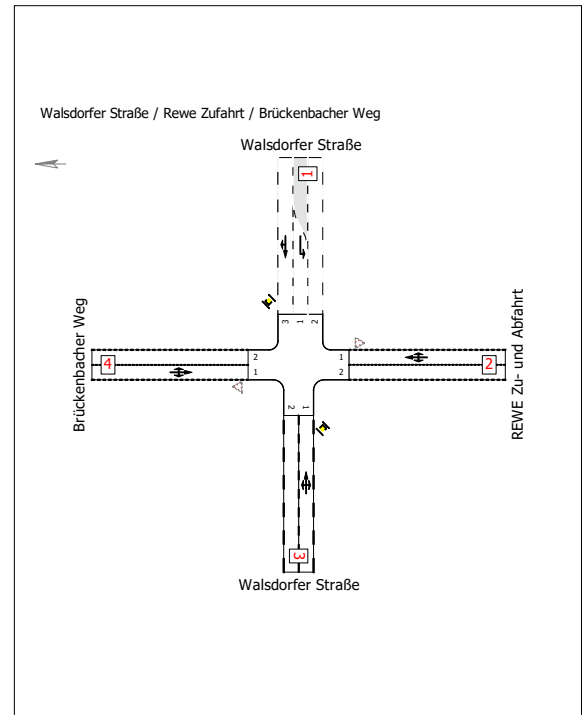 Walsdorfer Straße / Rewe Zufahrt / Brückenbacher Weg
Walsdorfer Straße
1
3 1 2
Brückenbacher Weg
4
2
1
1
2
2
REWE Zu- und Abfahrt
2 1
3
Walsdorfer Straße